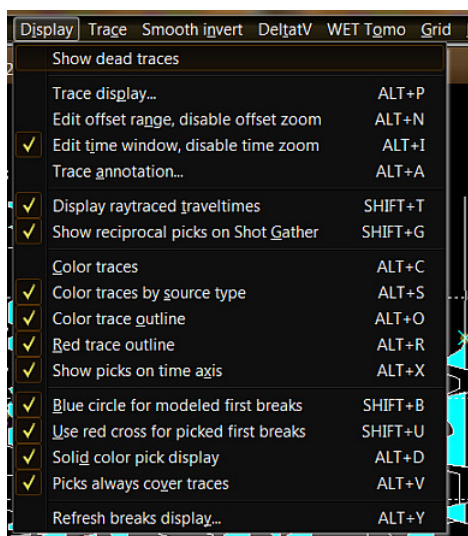 Display Trace Smooth invert DeltatV WET Tomo Grid
2
Show dead traces
Trace display... ALT+P
Edit offset range, disable offset zoom ALT+N
Edit time window, disable time zoom ALT+I
Trace annotation... ALT+A
Display raytraced traveltimes SHIFT+T
Show reciprocal picks on Shot Gather SHIFT+G
Color traces ALT+C
Color traces by source type ALT+S
Color trace outline ALT+O
Red trace outline ALT+R
Show picks on time axis ALT+X
Blue circle for modeled first breaks SHIFT+B
Use red cross for picked first breaks SHIFT+U
Solid color pick display ALT+D
Picks always cover traces ALT+V
Refresh breaks display... ALT+Y